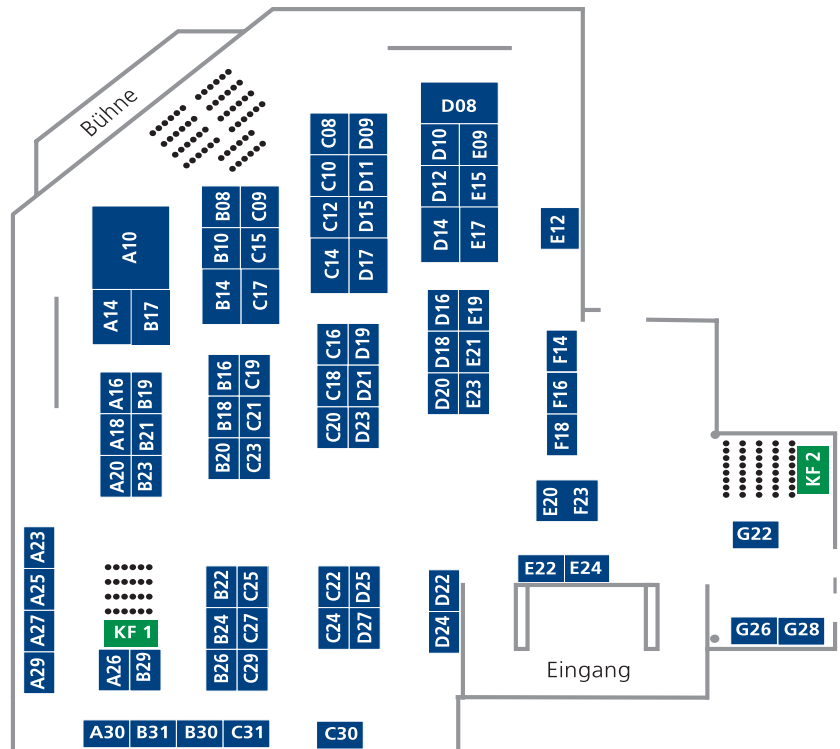 Bühne
D08
C08 D09
D10 E09
C10 D11
D12 E15
B08 C09
C12 D15
D14 E17
E12
A10
B10 C15
C14 D17
B14 C17
A14 B17
D16 E19
C16 D19
D18 E21
F14
B16 C19
C18 D21
D20 E23
F16
A16 B19
B18 C21
C20 D23
F18
A18 B21
B20 C23
A20 B23
KF 2
E20 F23
G22
A23
E22 E24
A25
B22 C25
C22 D25
D22
A27
KF 1
B24 C27
C24 D27
D24
G26 G28
A29
A26 B29
B26 C29
Eingang
A30 B31 B30 C31
C30